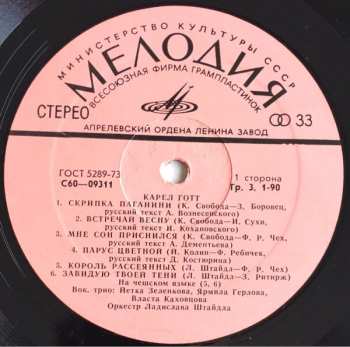 МИНИСТЕРСТВО КУЛЬТУРЫ СССР
МЕЛОДИЯ
ВСЕСОЮЗНАЯ ФИРМА ГРАМПЛАСТИНОК
СТЕРЕО
33
АПРЕЛЕВСКИЙ ОРДЕНА ЛЕНИНА ЗАВОД
ГОСТ 5289-73
С60—09311
1 сторона
Гр. 3. 1-90
КАРЕЛ ГОТТ
1. СКРИПКА ПАГАНИНИ (К. Свобода—З. Боровец,
русский текст А. Вознесенского)
2. ВСТРЕЧАЙ ВЕСНУ (К. Свобода—И. Сухи,
русский текст И. Кохановского)
3. МНЕ СОН ПРИСНИЛСЯ (К. Свобода—Ф. Р. Чех,
русский текст А. Дементьева)
4. ПАРУС ЦВЕТНОЙ (И. Колин—Ф. Ребичек,
русский текст Д. Костюрина)
5. КОРОЛЬ РАССЕЯННЫХ (Л. Штайдл—Ф. Р. Чех)
6. ЗАВИДУЮ ТВОЕЙ ТЕНИ (Л. Штайдл—З. Ритирж)
На чешском языке (5, 6)
Вок. трио: Йетка Зеленкова, Ярмила Герлова,
Власта Каховцова
Оркестр Ладислава Штайдла